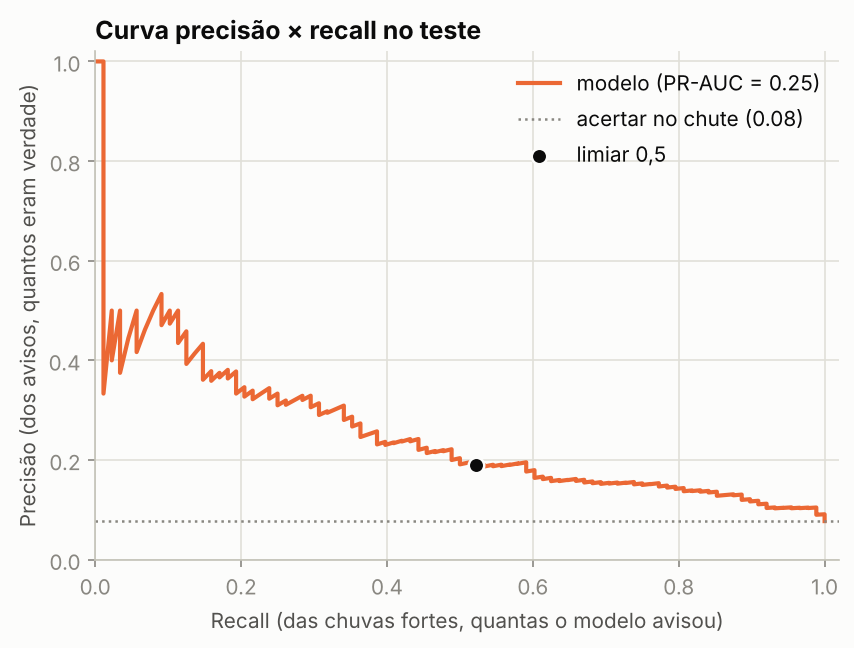 Curva precisão × recall no teste
modelo (PR-AUC = 0.25)
acertar no chute (0.08)
limiar 0,5
Precisão (dos avisos, quantos eram verdade)
1.0
0.8
0.6
0.4
0.2
0.0
0.0 0.2 0.4 0.6 0.8 1.0
Recall (das chuvas fortes, quantas o modelo avisou)